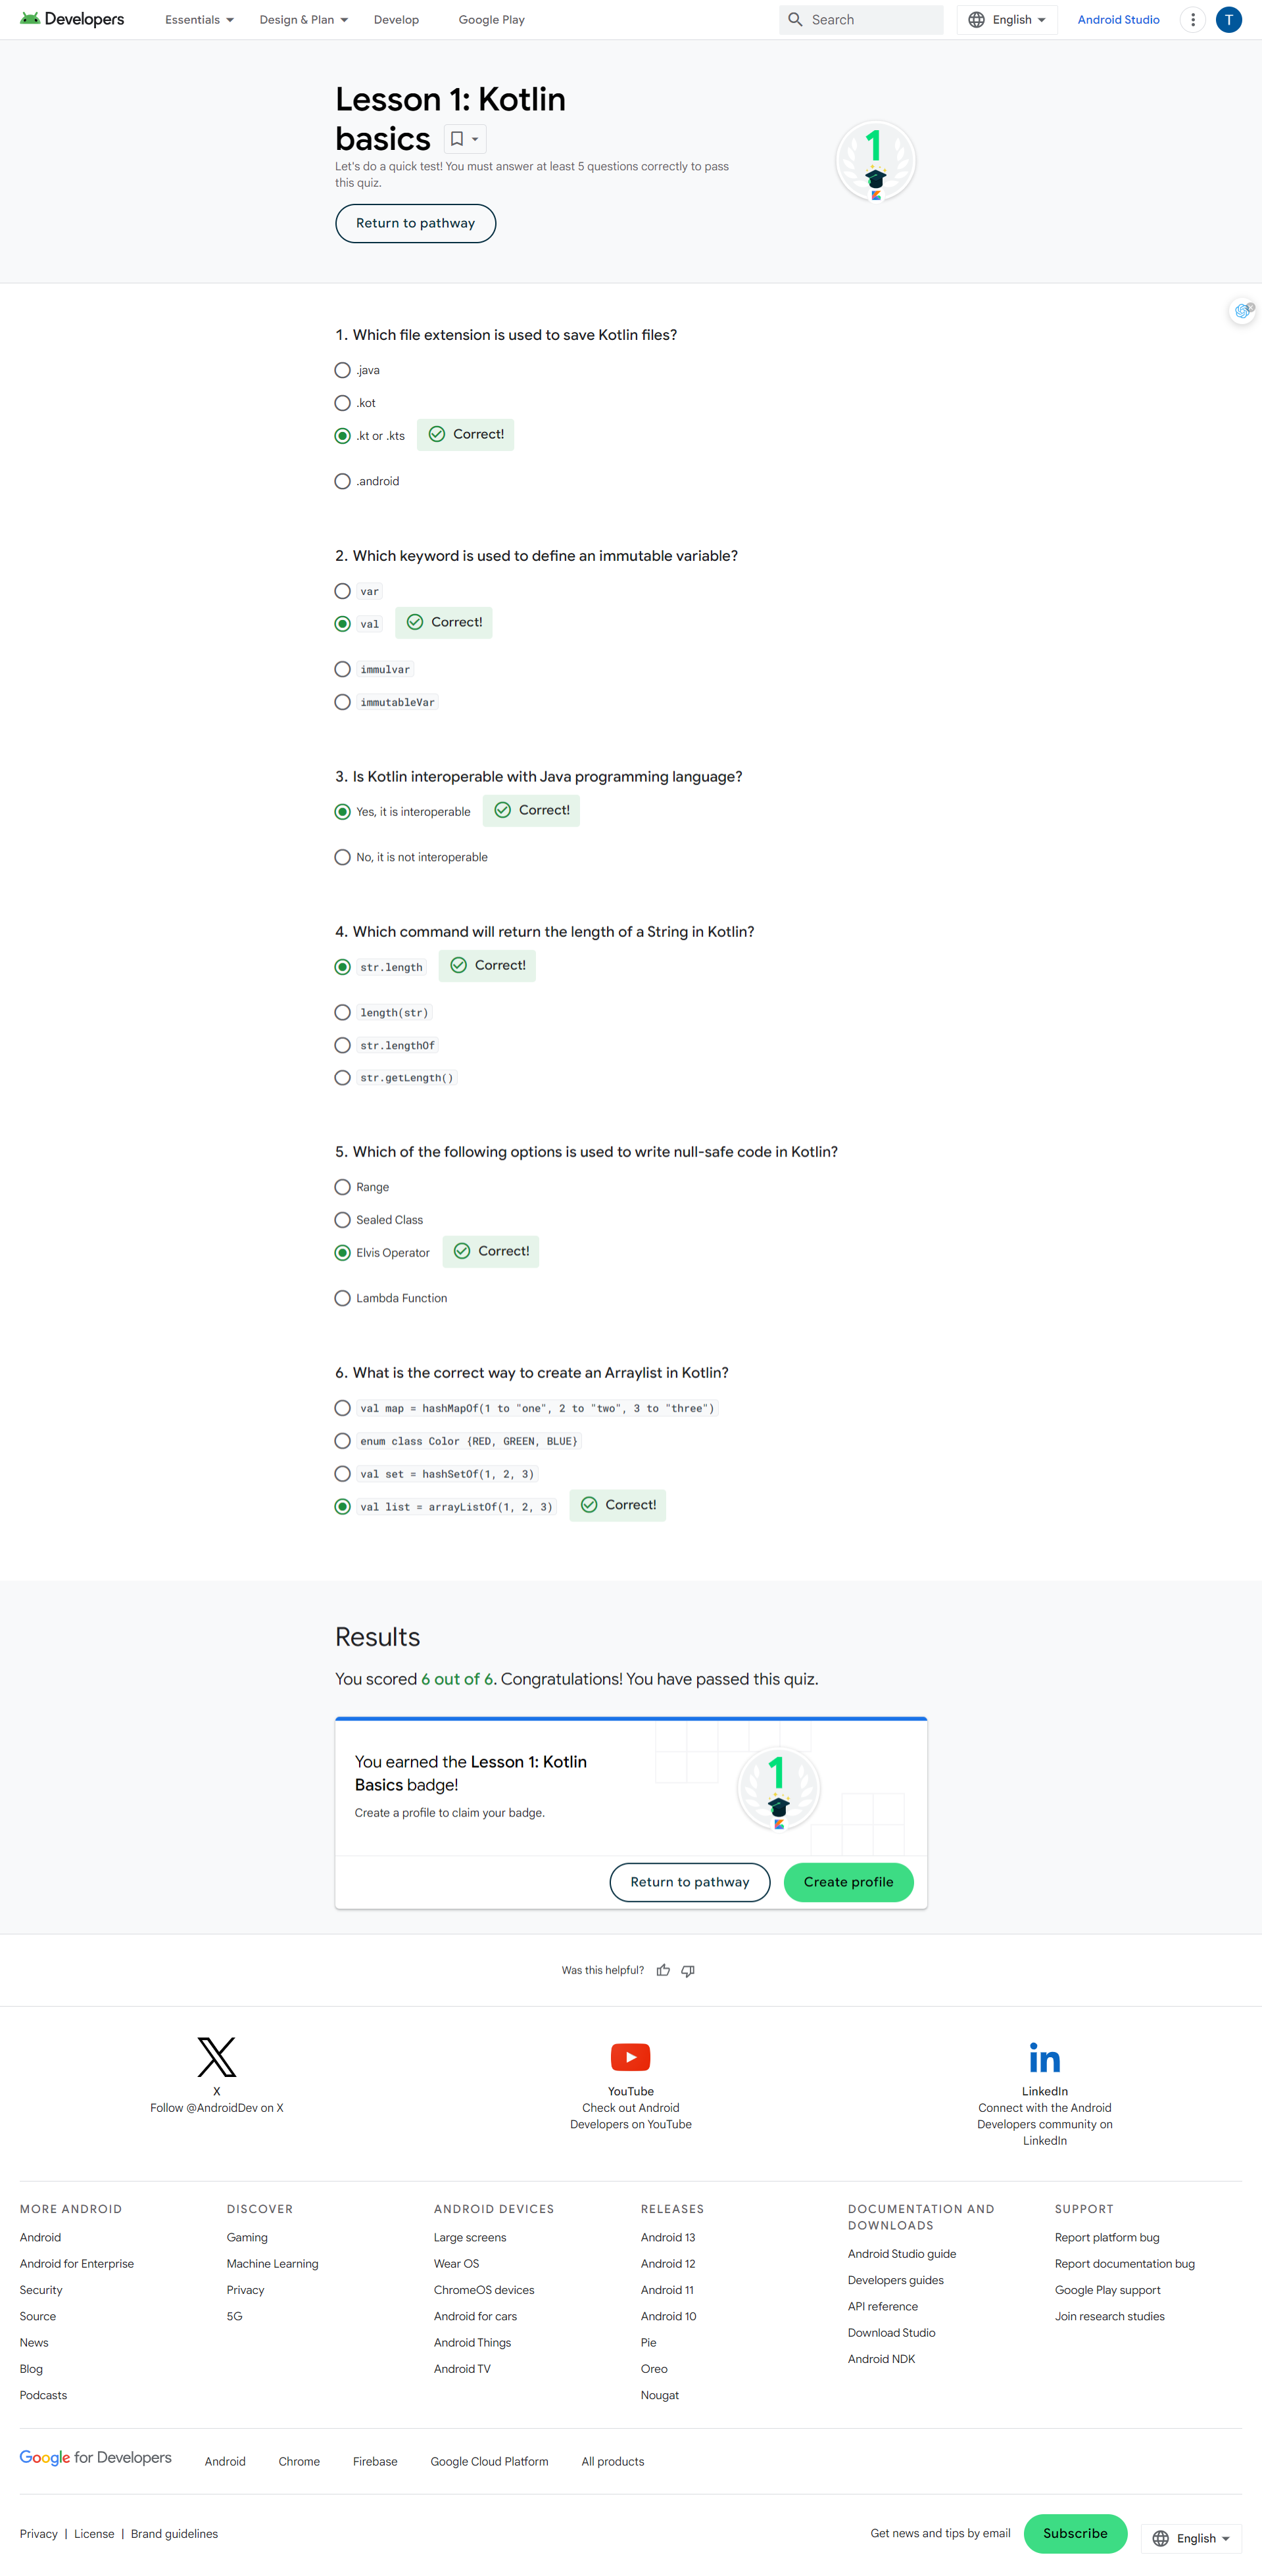 Developers Essentials Design & Plan Develop Google Play Search English Android Studio T
Lesson 1: Kotlin
basics
Let's do a quick test! You must answer at least 5 questions correctly to pass
this quiz.
Return to pathway
1
1. Which file extension is used to save Kotlin files?
.java
.kot
.kt or .kts Correct!
.android
2. Which keyword is used to define an immutable variable?
var
val Correct!
immulvar
immutableVar
3. Is Kotlin interoperable with Java programming language?
Yes, it is interoperable Correct!
No, it is not interoperable
4. Which command will return the length of a String in Kotlin?
str.length Correct!
length(str)
str.lengthOf
str.getLength()
5. Which of the following options is used to write null-safe code in Kotlin?
Range
Sealed Class
Elvis Operator Correct!
Lambda Function
6. What is the correct way to create an Arraylist in Kotlin?
val map = hashMapOf(1 to "one", 2 to "two", 3 to "three")
enum class Color {RED, GREEN, BLUE}
val set = hashSetOf(1, 2, 3)
val list = arrayListOf(1, 2, 3) Correct!
Results
You scored 6 out of 6. Congratulations! You have passed this quiz.
You earned the Lesson 1: Kotlin
Basics badge!
Create a profile to claim your badge.
1
Return to pathway Create profile
Was this helpful?
X
Follow @AndroidDev on X
YouTube
Check out Android
Developers on YouTube
in
LinkedIn
Connect with the Android
Developers community on
LinkedIn
MORE ANDROID
Android
Android for Enterprise
Security
Source
News
Blog
Podcasts
DISCOVER
Gaming
Machine Learning
Privacy
5G
ANDROID DEVICES
Large screens
Wear OS
ChromeOS devices
Android for cars
Android Things
Android TV
RELEASES
Android 13
Android 12
Android 11
Android 10
Pie
Oreo
Nougat
DOCUMENTATION AND
DOWNLOADS
Android Studio guide
Developers guides
API reference
Download Studio
Android NDK
SUPPORT
Report platform bug
Report documentation bug
Google Play support
Join research studies
Google for Developers Android Chrome Firebase Google Cloud Platform All products
Privacy | License | Brand guidelines Get news and tips by email Subscribe English